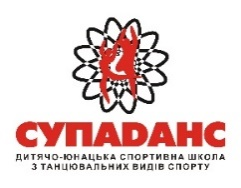 СУПАДАНС
ДИТЯЧО-ЮНАЦЬКА СПОРТИВНА ШКОЛА
З ТАНЦЮВАЛЬНИХ ВИДІВ СПОРТУ